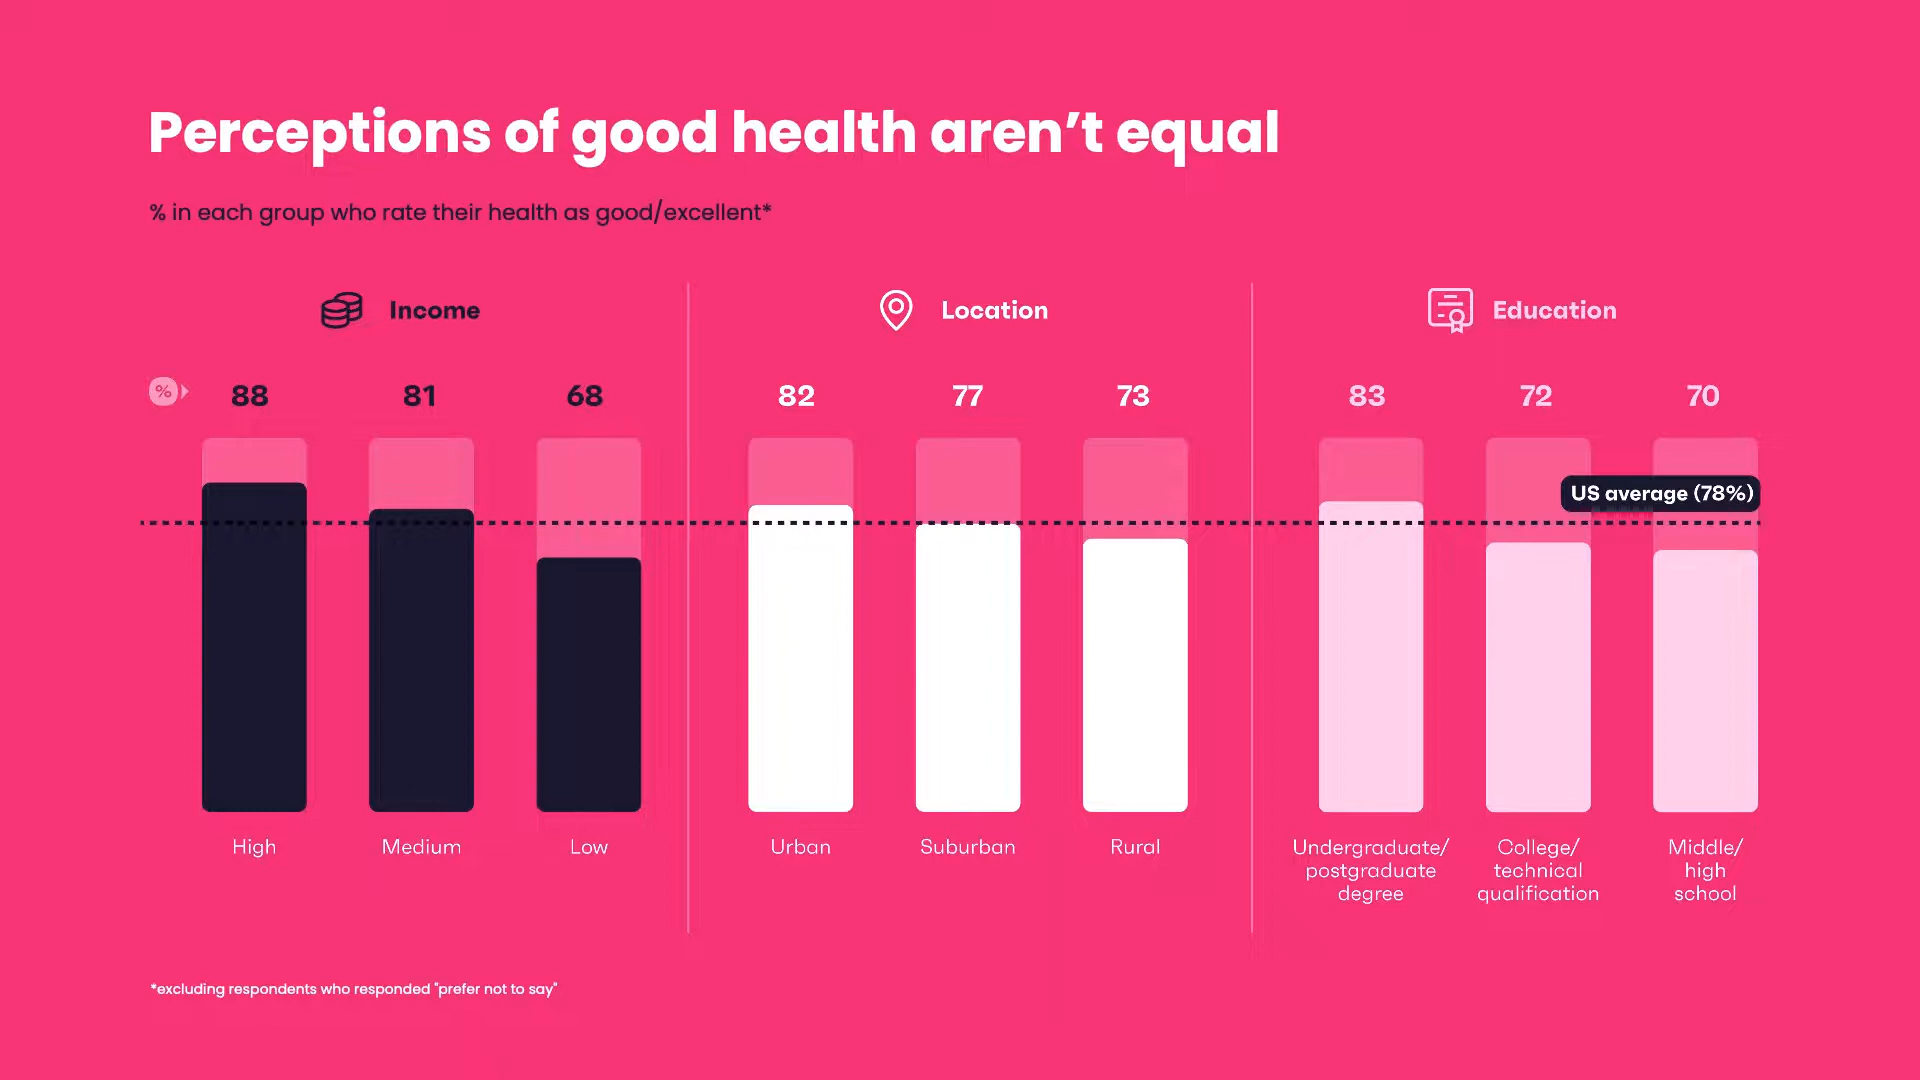 Perceptions of good health aren’t equal
% in each group who rate their health as good/excellent*
Income
% 88 81 68
High Medium Low
Location
82 77 73
Urban Suburban Rural
Education
83 72 70
US average (78%)
Undergraduate/
postgraduate
degree
College/
technical
qualification
Middle/
high
school
*excluding respondents who responded "prefer not to say"